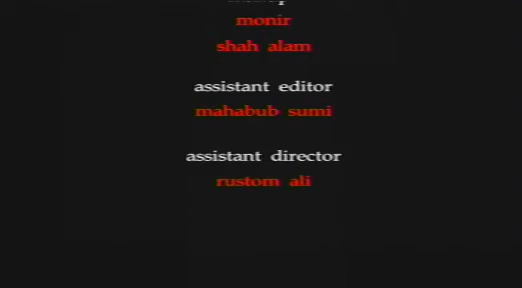 monir
shah alam
assistant editor
mahabub sumi
assistant director
rustom ali